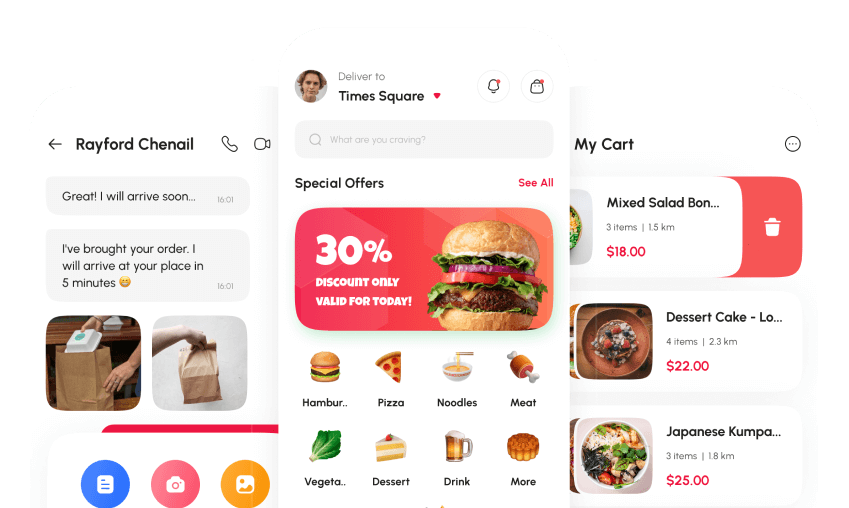 Rayford Chenail
Great! I will arrive soon...
16:01
I've brought your order. I
will arrive at your place in
5 minutes 😄
16:01
Deliver to
Times Square
What are you craving?
Special Offers
See All
30%
DISCOUNT ONLY
VALID FOR TODAY!
Hambur..
Pizza
Noodles
Meat
Vegeta..
Dessert
Drink
More
My Cart
Mixed Salad Bon...
3 items | 1.5 km
$18.00
Dessert Cake - Lo...
4 items | 2.3 km
$22.00
Japanese Kumpa...
3 items | 1.8 km
$25.00